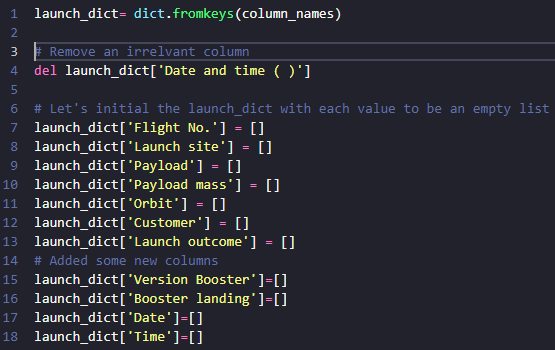 1 launch_dict= dict.fromkeys(column_names)
2
3 # Remove an irrelvant column
4 del launch_dict['Date and time ( )']
5
6 # Let's initial the launch_dict with each value to be an empty list
7 launch_dict['Flight No.'] = []
8 launch_dict['Launch site'] = []
9 launch_dict['Payload'] = []
10 launch_dict['Payload mass'] = []
11 launch_dict['Orbit'] = []
12 launch_dict['Customer'] = []
13 launch_dict['Launch outcome'] = []
14 # Added some new columns
15 launch_dict['Version Booster']=[]
16 launch_dict['Booster landing']=[]
17 launch_dict['Date']=[]
18 launch_dict['Time']=[]